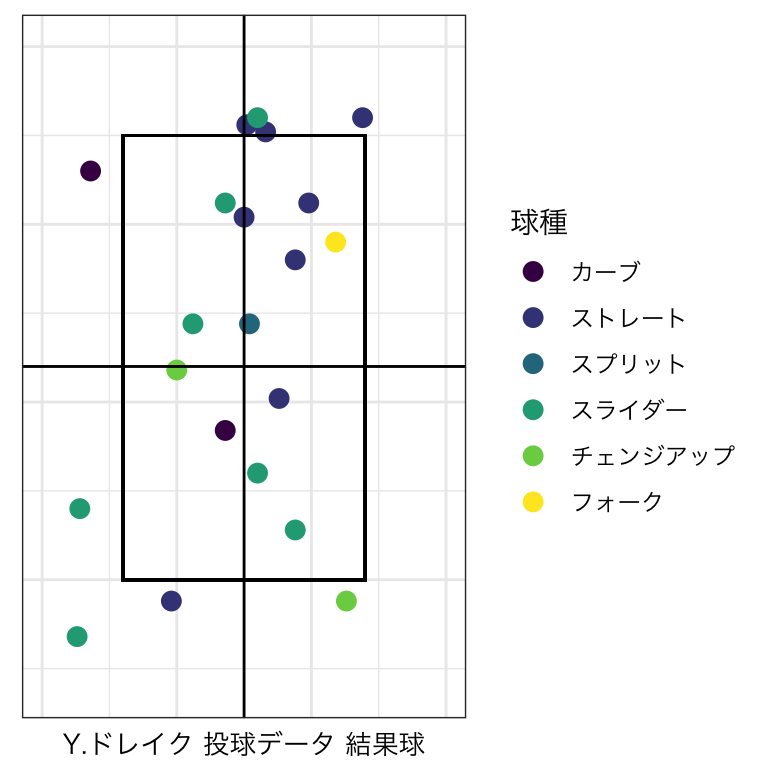 球種
カーブ
ストレート
スプリット
スライダー
チェンジアップ
フォーク
Y.ドレイク 投球データ 結果球